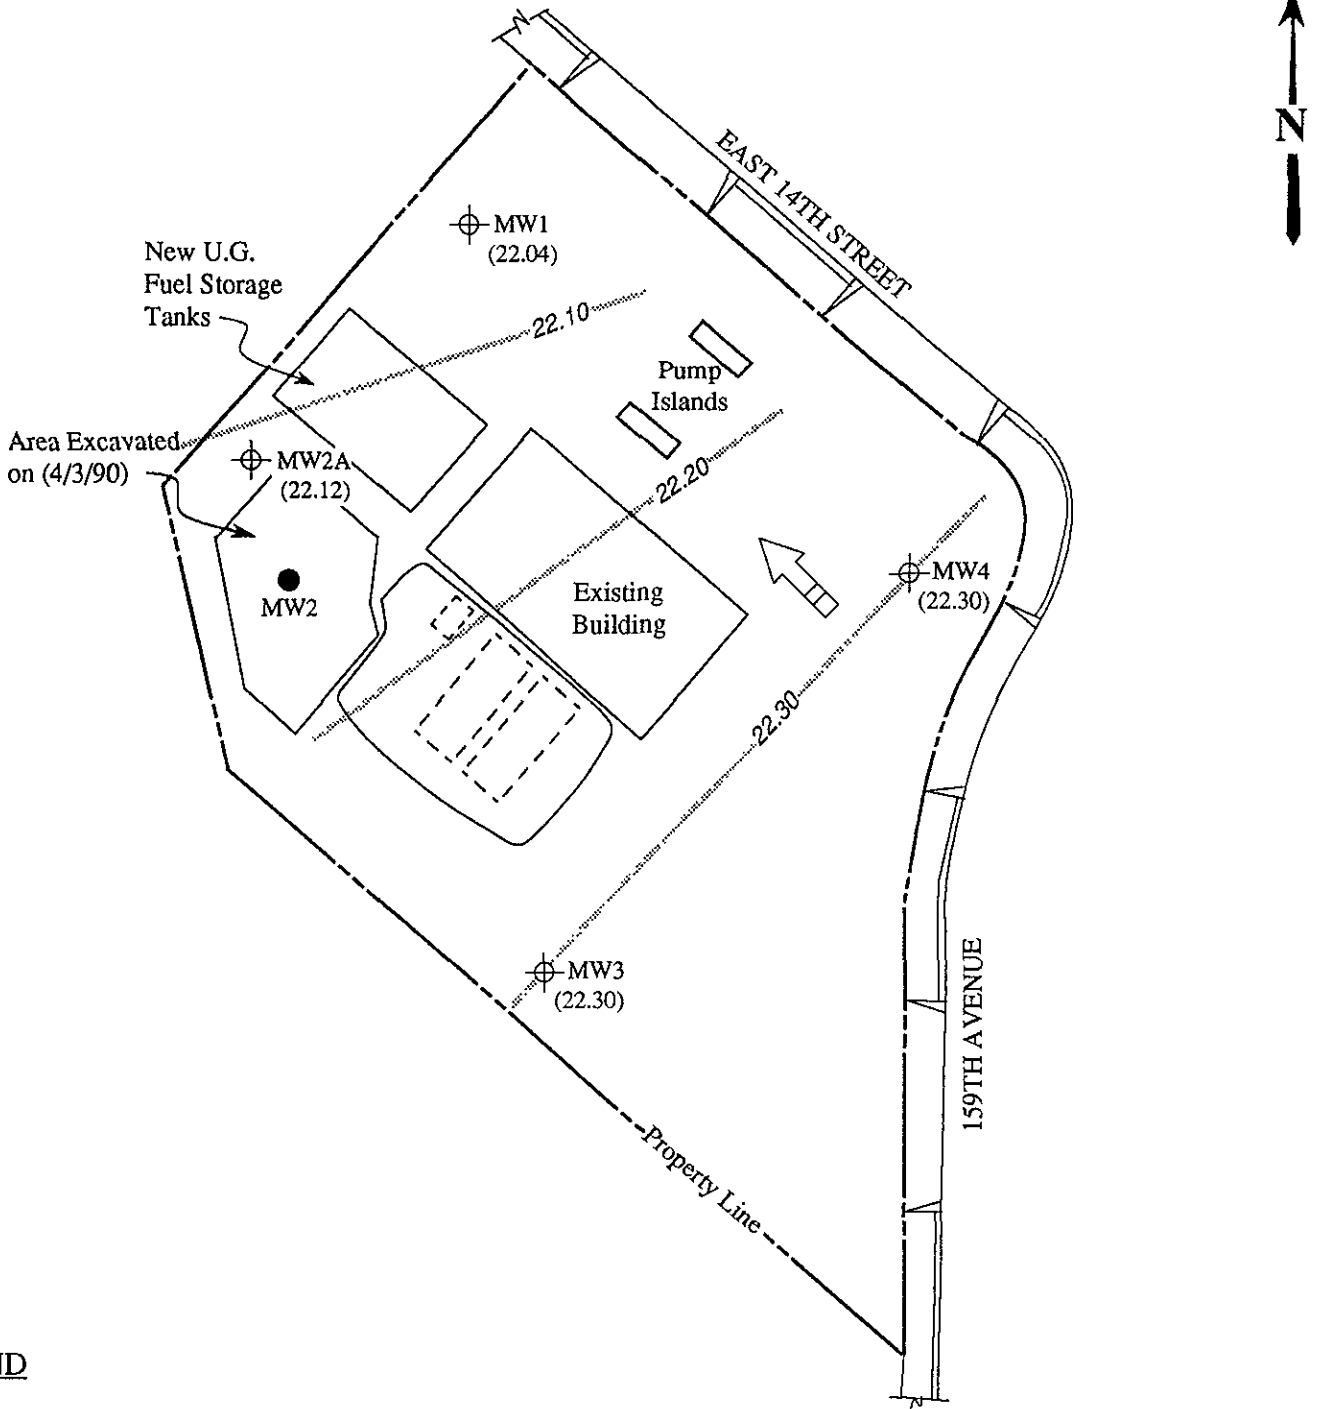 N
EAST 14TH STREET
MW1
(22.04)
New U.G.
Fuel Storage
Tanks
22.10
Pump
Islands
Area Excavated
on (4/3/90)
MW2A
(22.12)
22.20
MW2
Existing
Building
MW4
(22.30)
22.30
MW3
(22.30)
159TH AVENUE
Property Line